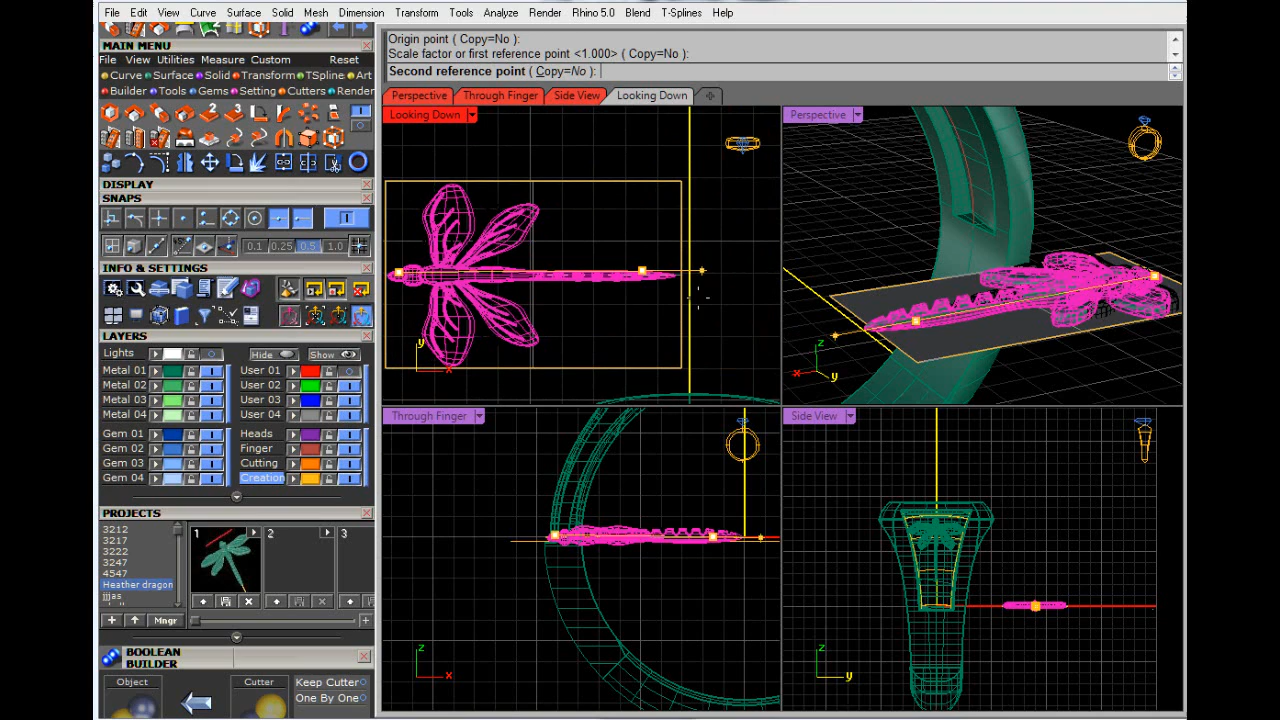 File Edit View Curve Surface Solid Mesh Dimension Transform Tools Analyze Render Rhino 5.0 Blend T-Splines Help
MAIN MENU
File View Utilities Measure Custom Reset
Curve Surface Solid Transform TSpline Art
Builder Tools Gems Setting Cutters Render
DISPLAY
SNAPS
0.1 0.25 0.5 1.0
INFO & SETTINGS
LAYERS
Lights Hide Show
Metal 01 User 01
Metal 02 User 02
Metal 03 User 03
Metal 04 User 04
Gem 01 Heads
Gem 02 Finger
Gem 03 Cutting
Gem 04 Creation
PROJECTS
3212
3217
3222
3247
4547
Heather dragon
jjjas
1 2 3
Mngr
BOOLEAN
BUILDER
Object Cutter Keep Cutter
One By One
Origin point ( Copy=No ):
Scale factor or first reference point <1.000> ( Copy=No ):
Second reference point ( Copy=No ):
Perspective Through Finger Side View Looking Down
Looking Down
y
x
Perspective
z
x
y
Through Finger
z
x
Side View
z
y